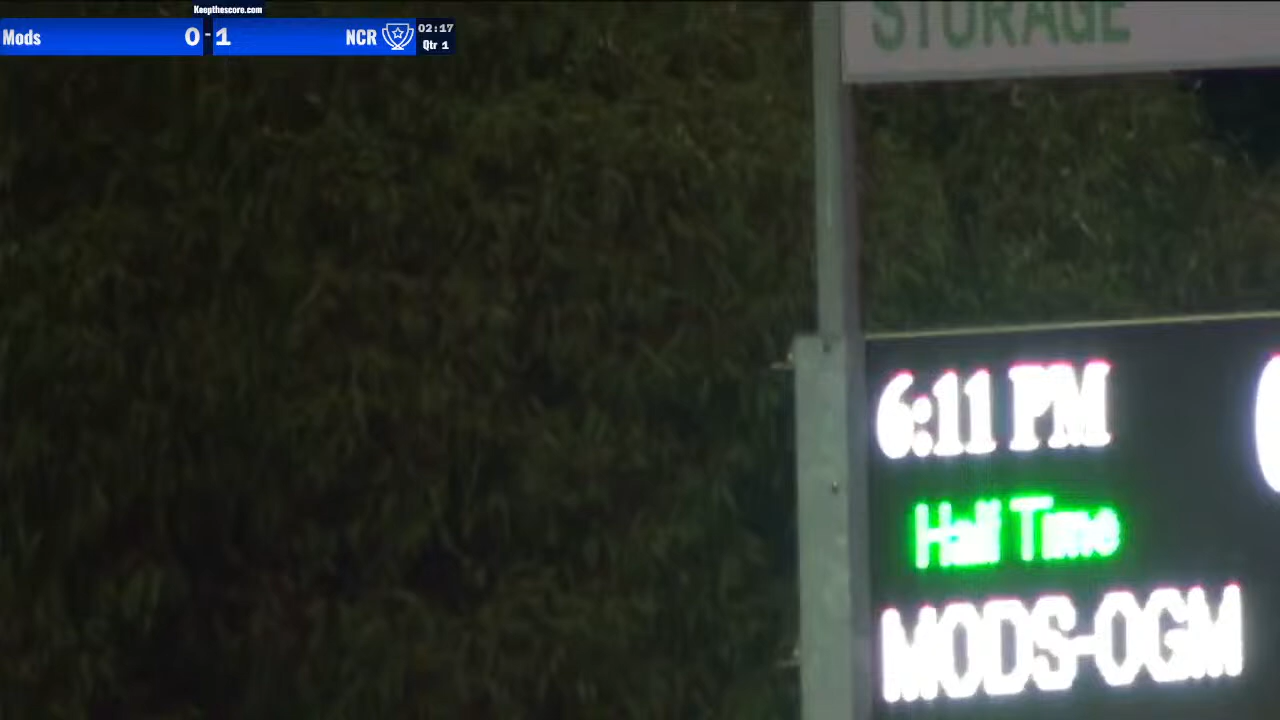 Keepthescore.com
Mods 0 - 1 NCR
02:17
Qtr 1
STORAGE
6:11 PM
Half Time
MODS-OGM